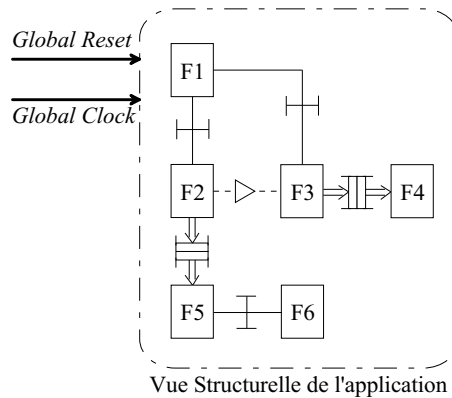 Global Reset
Global Clock
F1
F2
F3
F4
F5
F6
Vue Structurelle de l'application